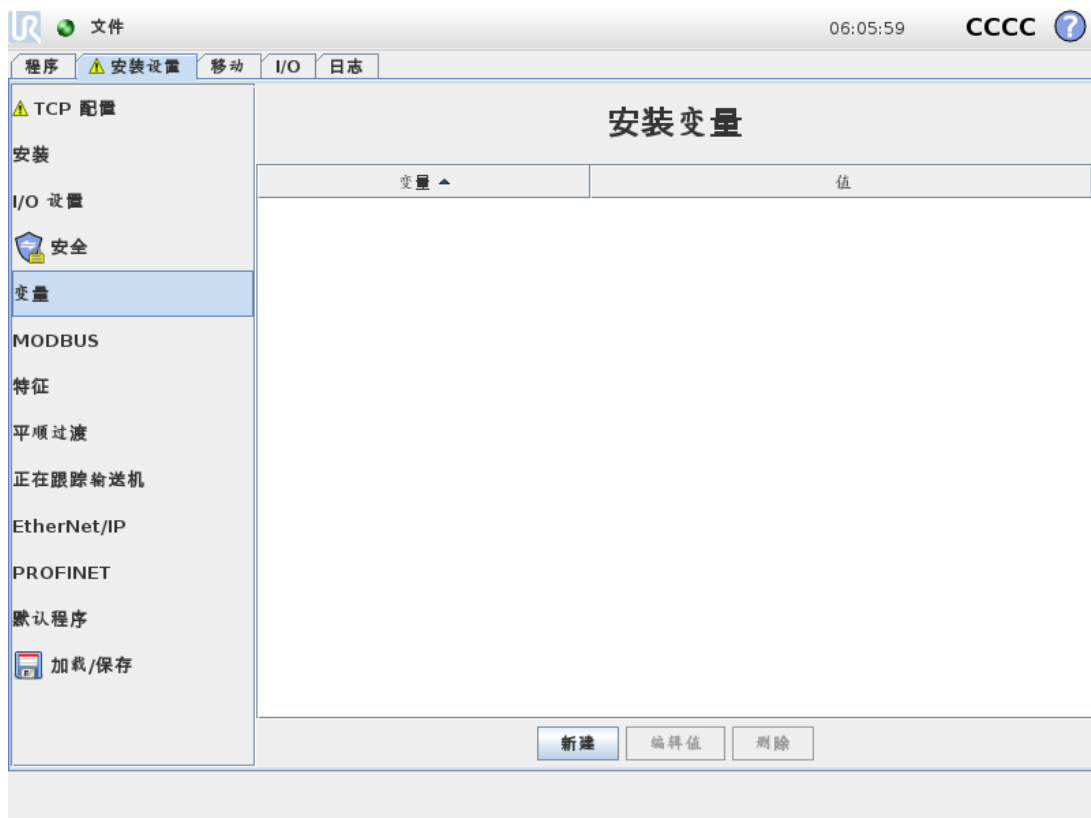 UR 文件 06:05:59 CCCC ?
程序 安装设置 移动 I/O 日志
TCP 配置
安装
I/O 设置
安全
变量
MODBUS
特征
平顺过渡
正在跟踪输送机
EtherNet/IP
PROFINET
默认程序
加载/保存
安装变量
变量 值
新建 编辑值 删除